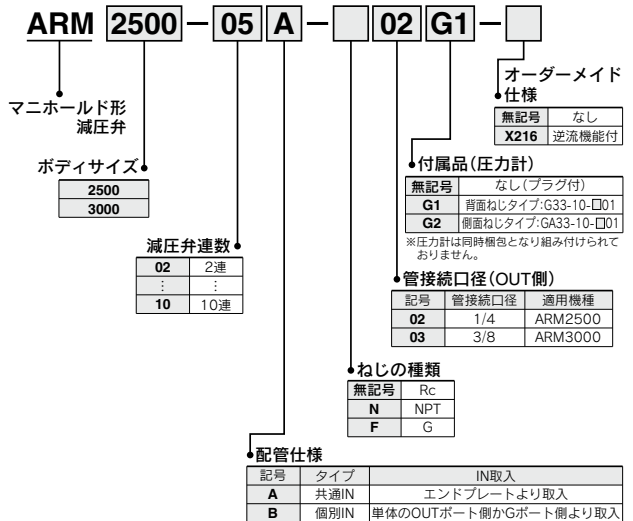 ARM 2500 － 05 A － □ 02 G1 － □
オーダーメイド
仕様
無記号 なし
X216 逆流機能付
マニホールド形
減圧弁
ボディサイズ
2500
3000
付属品(圧力計)
無記号 なし(プラグ付)
G1 背面ねじタイプ:G33-10-□01
G2 側面ねじタイプ:GA33-10-□01
※圧力計は同時梱包となり組み付けられて
おりません。
減圧弁連数
02 2連
⋮ ⋮
10 10連
管接続口径(OUT側)
記号 管接続口径 適用機種
02 1/4 ARM2500
03 3/8 ARM3000
ねじの種類
無記号 Rc
N NPT
F G
配管仕様
記号 タイプ IN取入
A 共通IN エンドプレートより取入
B 個別IN 単体のOUTポート側かGポート側より取入